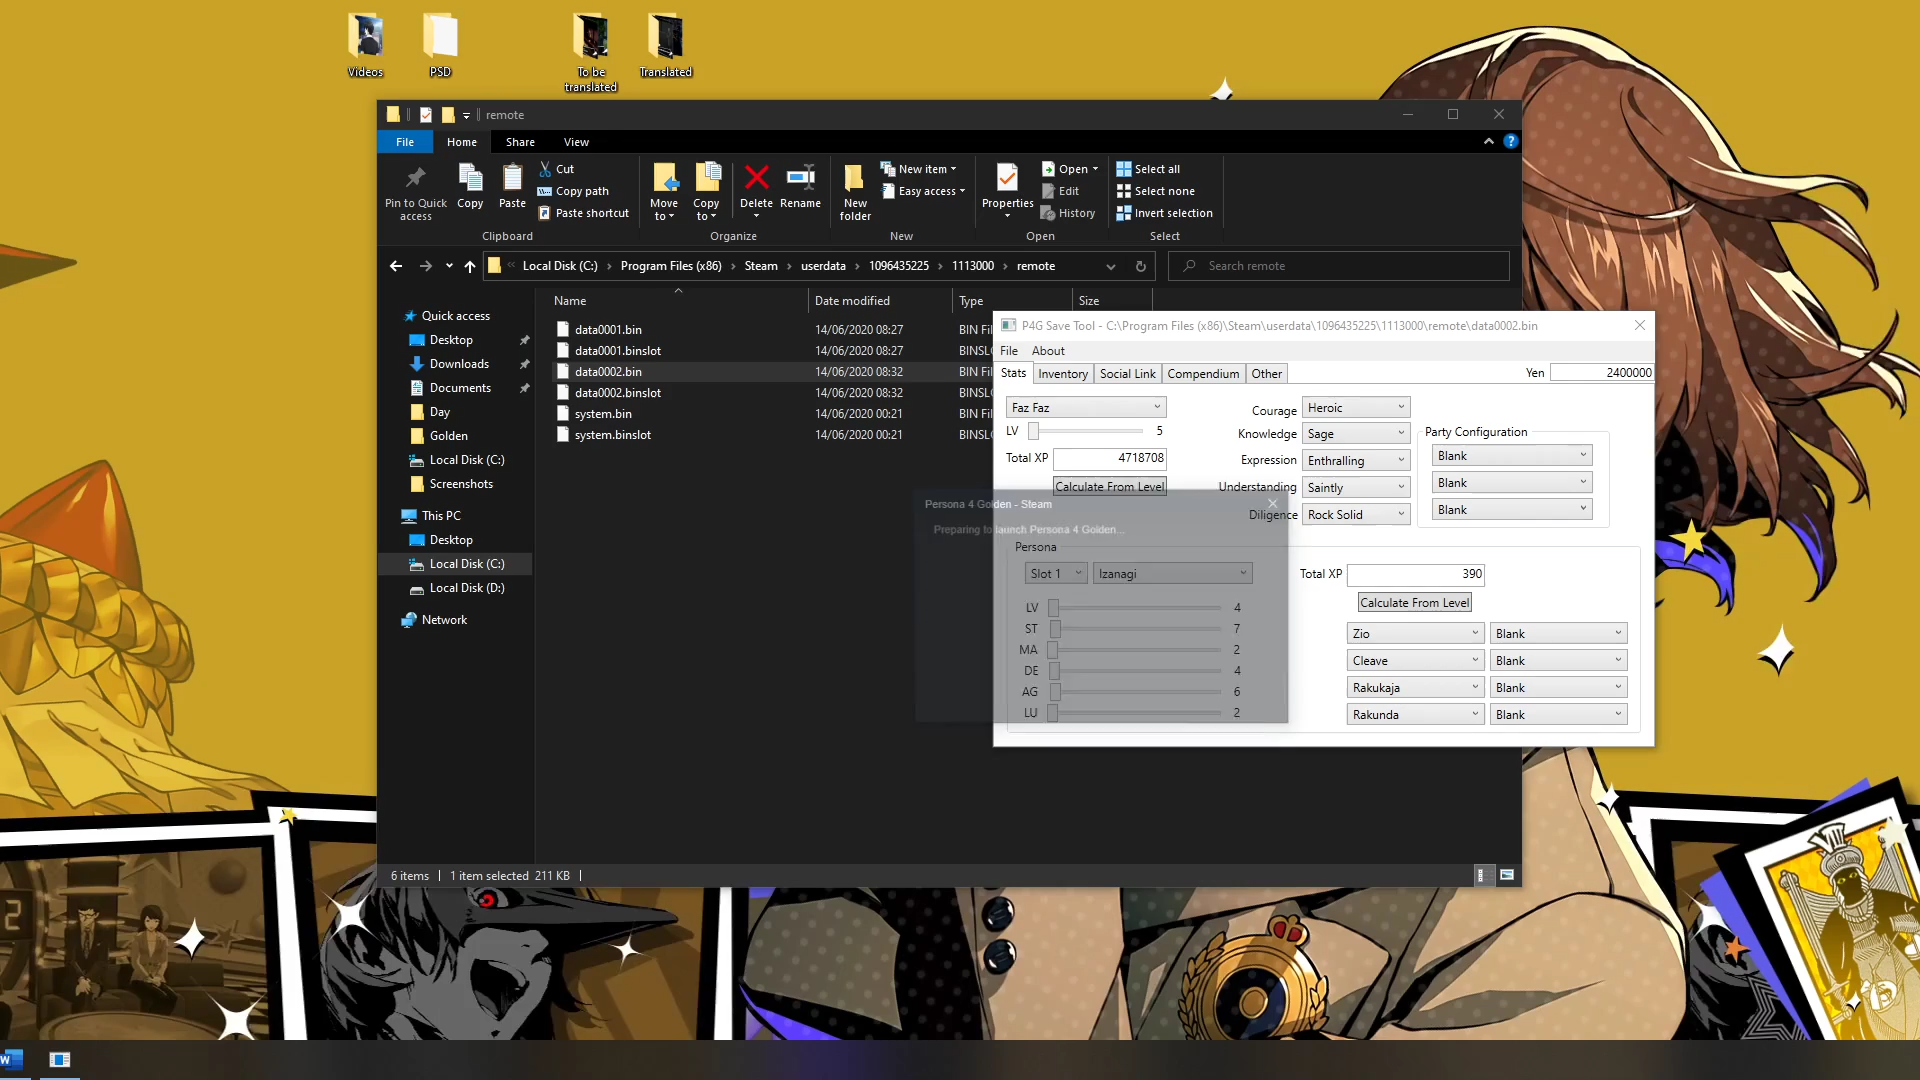 Videos
PSD
To be
translated
Translated
remote
File
Home
Share
View
Pin to Quick
access
Copy
Paste
Cut
Copy path
Paste shortcut
Clipboard
Move
to
Copy
to
Delete
Rename
Organize
New
folder
New item
Easy access
New
Properties
Open
Edit
History
Open
Select all
Select none
Invert selection
Select
Local Disk (C:) › Program Files (x86) › Steam › userdata › 1096435225 › 1113000 › remote
Search remote
Quick access
Desktop
Downloads
Documents
Day
Golden
Local Disk (C:)
Screenshots
This PC
Desktop
Local Disk (C:)
Local Disk (D:)
Network
Name Date modified Type Size
data0001.bin 14/06/2020 08:27 BIN Fil
data0001.binslot 14/06/2020 08:27 BINSL
data0002.bin 14/06/2020 08:32 BIN Fil
data0002.binslot 14/06/2020 08:32 BINSL
system.bin 14/06/2020 00:21 BIN Fil
system.binslot 14/06/2020 00:21 BINSL
P4G Save Tool - C:\Program Files (x86)\Steam\userdata\1096435225\1113000\remote\data0002.bin
File About
Stats Inventory Social Link Compendium Other
Yen 2400000
Faz Faz
LV 5
Total XP 4718708
Calculate From Level
Courage Heroic
Knowledge Sage
Expression Enthralling
Understanding Saintly
Diligence Rock Solid
Party Configuration
Blank
Blank
Blank
Persona 4 Golden - Steam
Preparing to launch Persona 4 Golden...
Persona
Slot 1 Izanagi
LV 4
ST 7
MA 2
DE 4
AG 6
LU 2
Total XP 390
Calculate From Level
Zio Blank
Cleave Blank
Rakukaja Blank
Rakunda Blank
6 items
1 item selected 211 KB
2
W